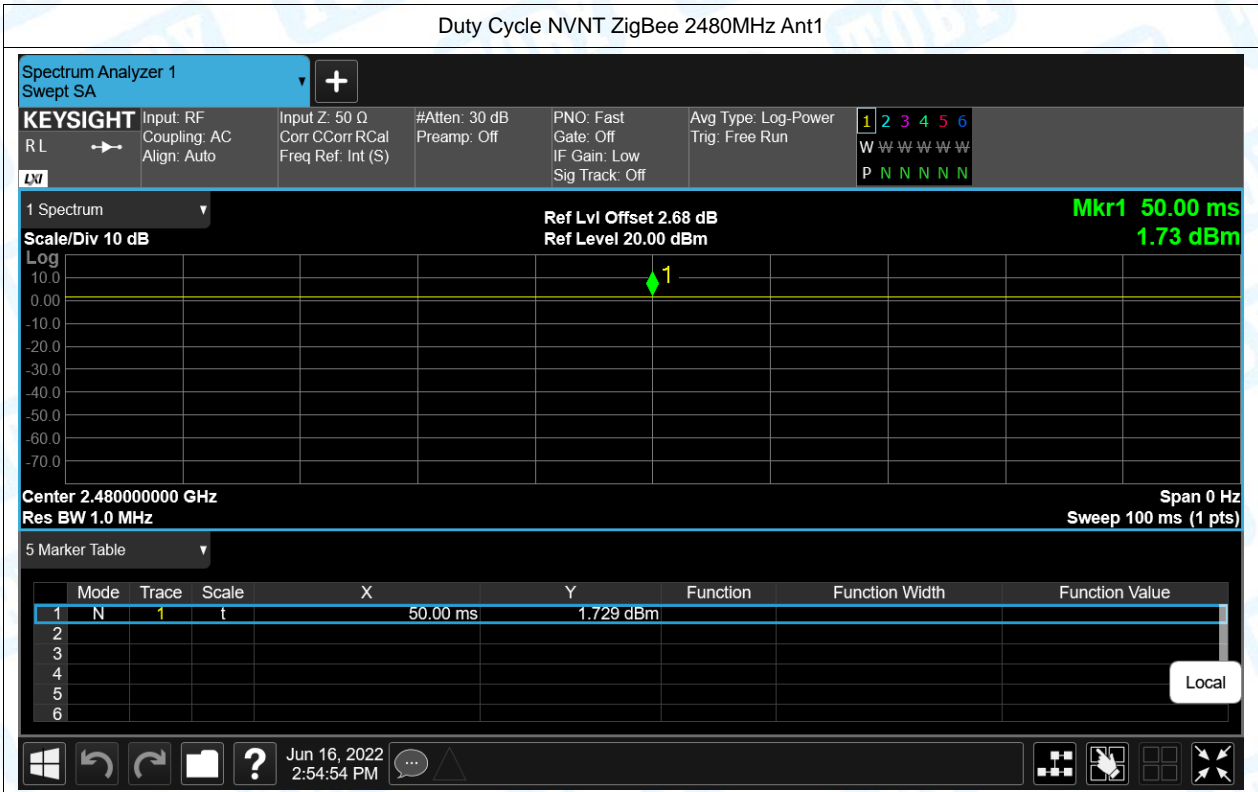 Duty Cycle NVNT ZigBee 2480MHz Ant1
Spectrum Analyzer 1
Swept SA
KEYSIGHT
R L
LXI
Input: RF
Coupling: AC
Align: Auto
Input Z: 50 Ω
Corr CCorr RCal
Freq Ref: Int (S)
#Atten: 30 dB
Preamp: Off
PNO: Fast
Gate: Off
IF Gain: Low
Sig Track: Off
Avg Type: Log-Power
Trig: Free Run
1 2 3 4 5 6
W W W W W W
P N N N N N
1 Spectrum
Scale/Div 10 dB
Ref Lvl Offset 2.68 dB
Ref Level 20.00 dBm
Mkr1 50.00 ms
1.73 dBm
Log
10.0
0.00
-10.0
-20.0
-30.0
-40.0
-50.0
-60.0
-70.0
1
Center 2.480000000 GHz
Res BW 1.0 MHz
Span 0 Hz
Sweep 100 ms (1 pts)
5 Marker Table
Mode Trace Scale X Y Function Function Width Function Value
1 N 1 t 50.00 ms 1.729 dBm
2
3
4
5
6
Local
?
Jun 16, 2022
2:54:54 PM